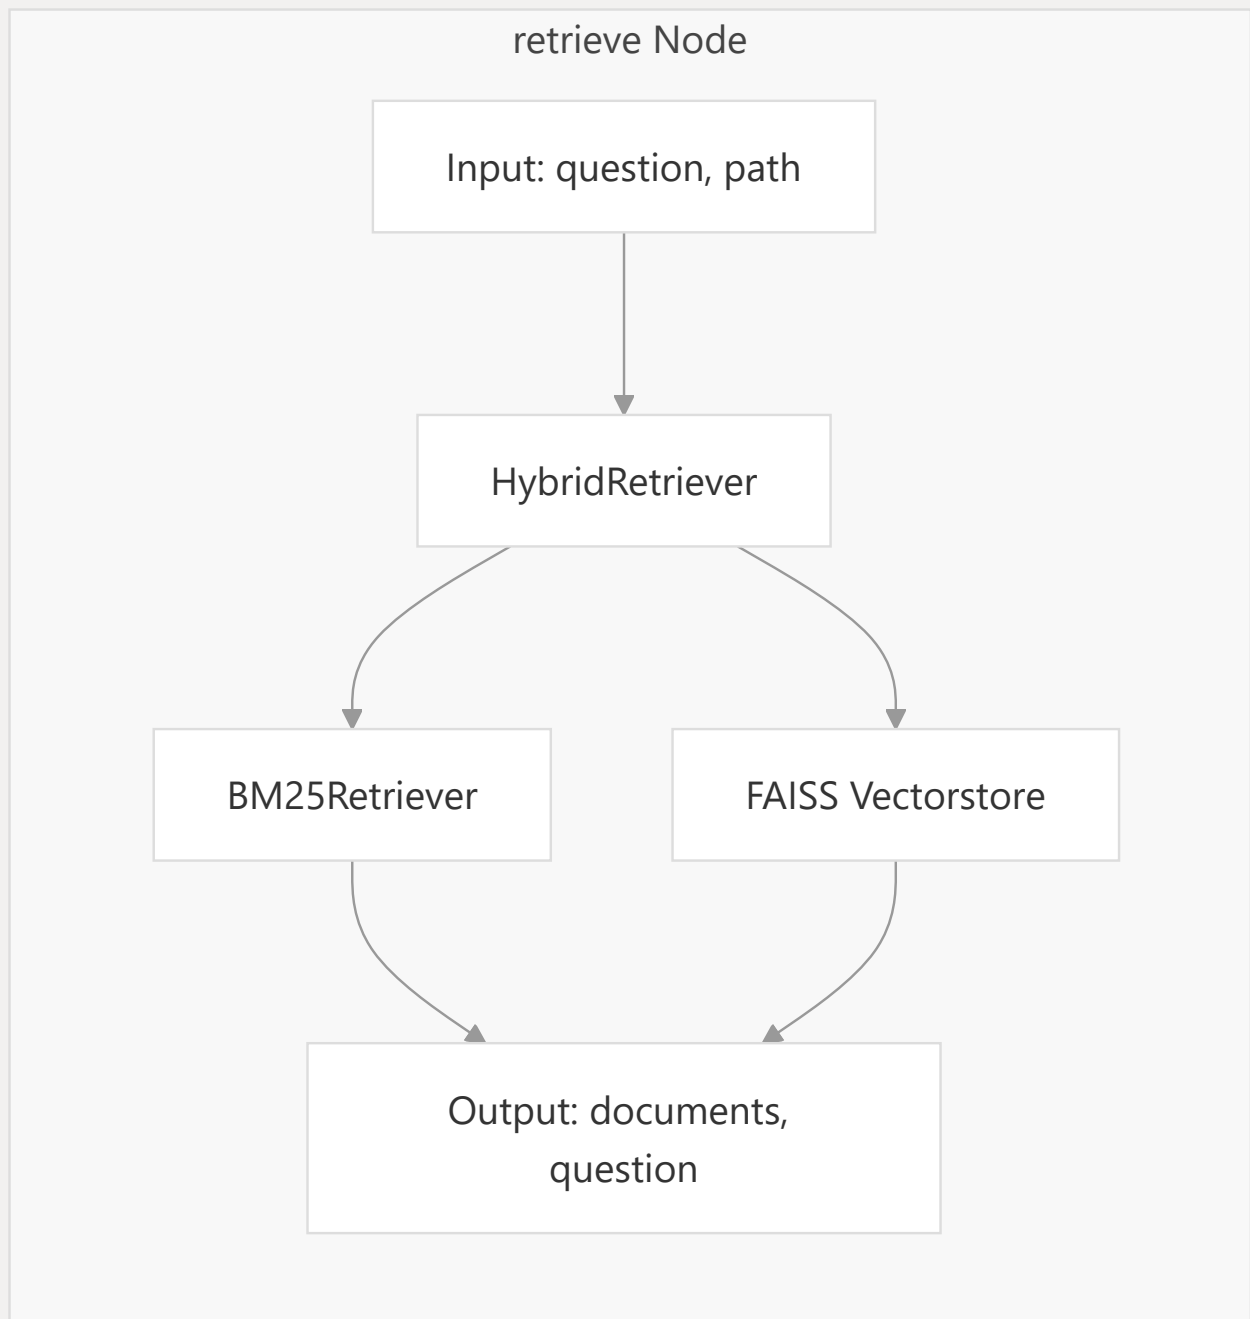 retrieve Node
Input: question, path
HybridRetriever
BM25Retriever
FAISS Vectorstore
Output: documents,
question